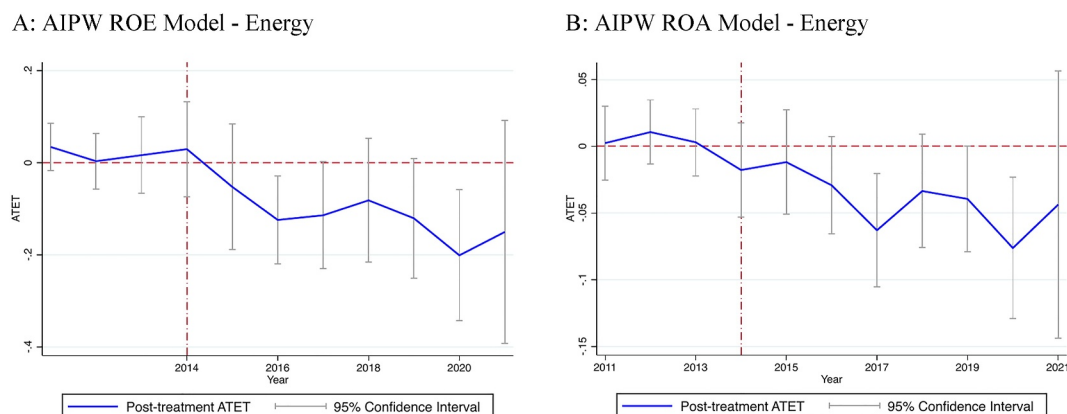 A: AIPW ROE Model - Energy
.2
0
-.2
-.4
ATET
2014
2016
2018
2020
Year
Post-treatment ATET
95% Confidence Interval
B: AIPW ROA Model - Energy
.05
0
-.05
-.1
-.15
ATET
2011
2013
2015
2017
2019
2021
Year
Post-treatment ATET
95% Confidence Interval